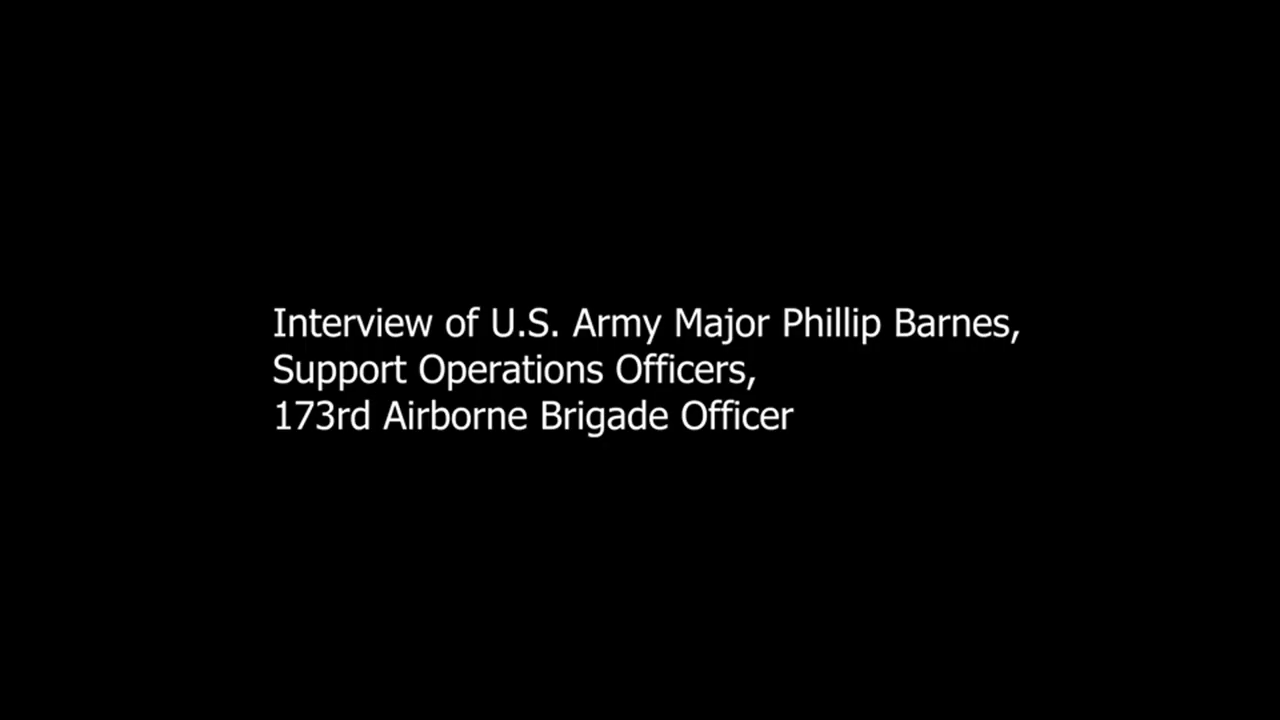 Interview of U.S. Army Major Phillip Barnes,
Support Operations Officers,
173rd Airborne Brigade Officer